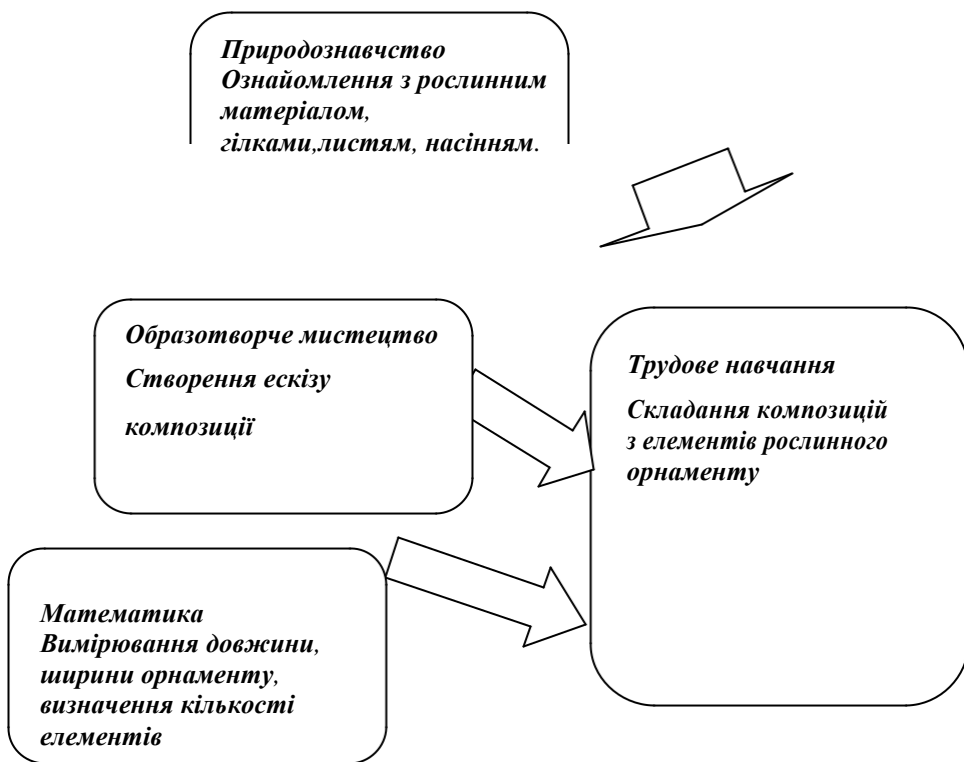 Природознавчство
Ознайомлення з рослинним
матеріалом,
гілками,листям, насінням.
Образотворче мистецтво
Створення ескізу
композиції
Трудове навчання
Складання композицій
з елементів рослинного
орнаменту
Математика
Вимірювання довжини,
ширини орнаменту,
визначення кількості
елементів